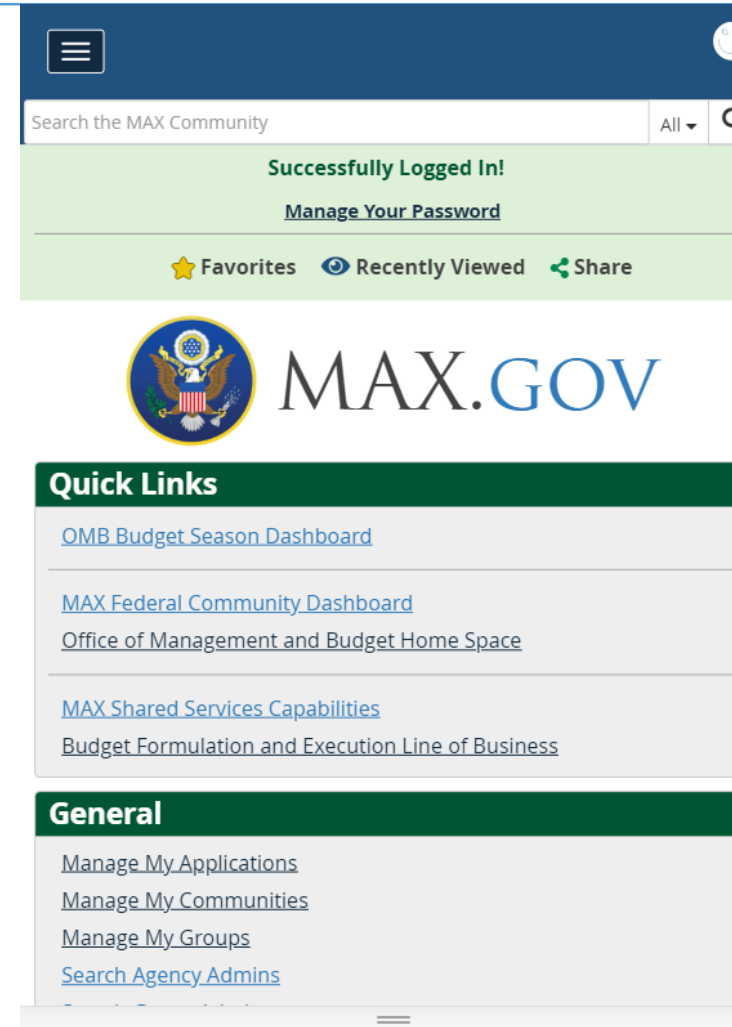 Search the MAX Community
All
Successfully Logged In!
Manage Your Password
Favorites Recently Viewed Share
MAX.GOV
Quick Links
OMB Budget Season Dashboard
MAX Federal Community Dashboard
Office of Management and Budget Home Space
MAX Shared Services Capabilities
Budget Formulation and Execution Line of Business
General
Manage My Applications
Manage My Communities
Manage My Groups
Search Agency Admins